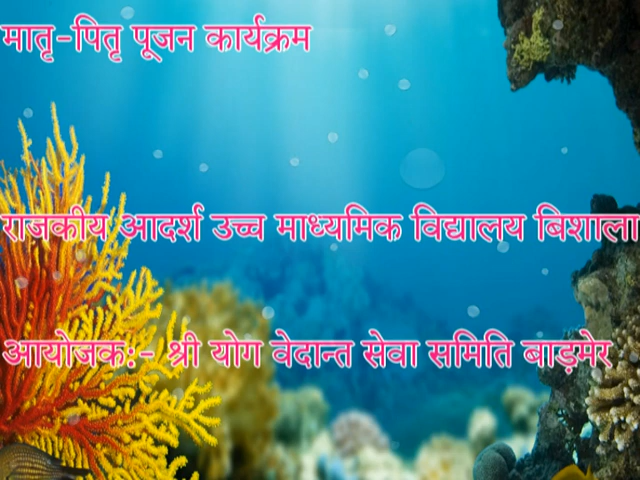 मातृ-पितृ पूजन कार्यक्रम
राजकीय आदर्श उच्च माध्यमिक विद्यालय बिशाला
आयोजक:- श्री योग वेदान्त सेवा समिति बाड़मेर